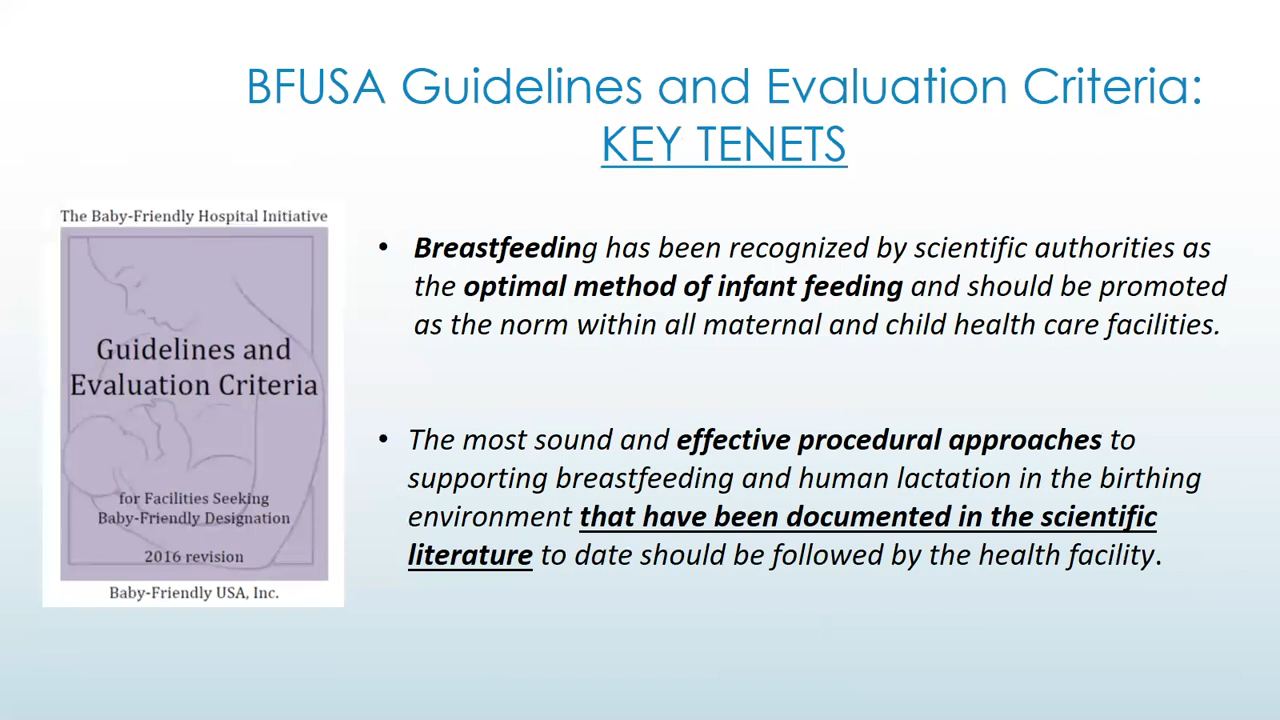 BFUSA Guidelines and Evaluation Criteria:
KEY TENETS
The Baby-Friendly Hospital Initiative
Guidelines and
Evaluation Criteria
for Facilities Seeking
Baby-Friendly Designation
2016 revision
Baby-Friendly USA, Inc.
• Breastfeeding has been recognized by scientific authorities as
the optimal method of infant feeding and should be promoted
as the norm within all maternal and child health care facilities.
• The most sound and effective procedural approaches to
supporting breastfeeding and human lactation in the birthing
environment that have been documented in the scientific
literature to date should be followed by the health facility.